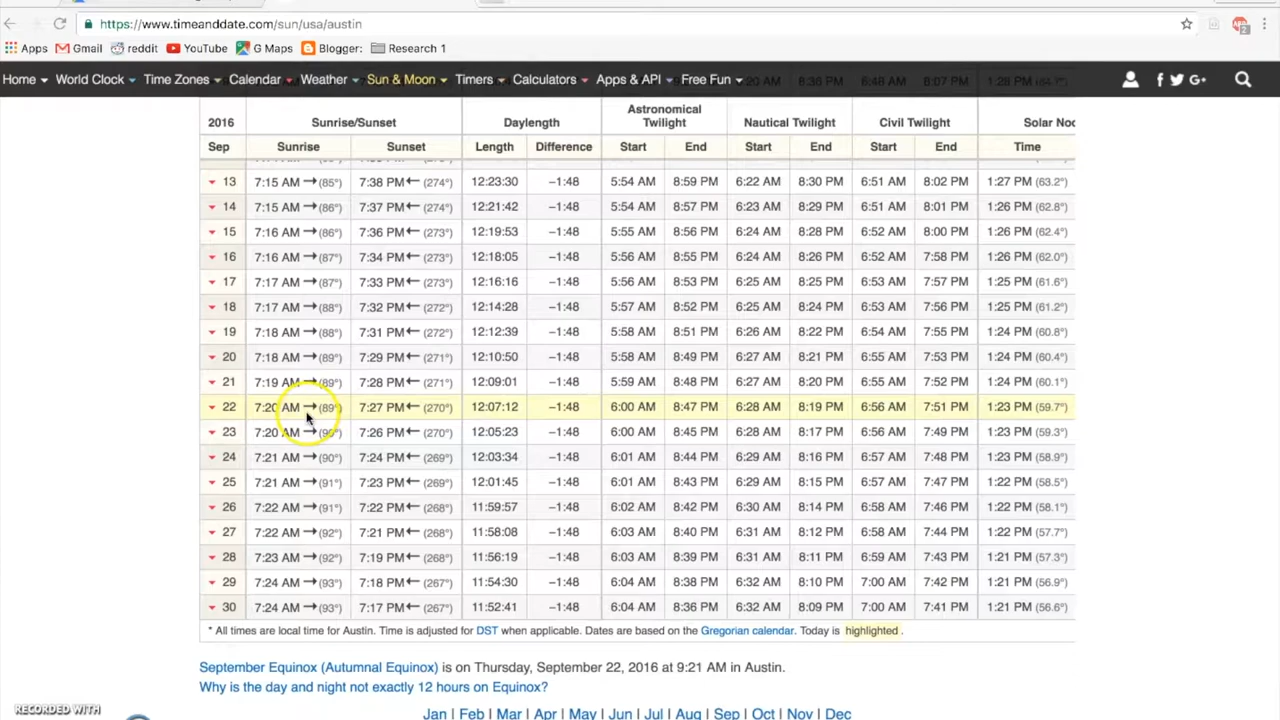 https://www.timeanddate.com/sun/usa/austin
Apps Gmail reddit YouTube G Maps Blogger: Research 1
Home World Clock Time Zones Calendar Weather Sun & Moon Timers Calculators Apps & API Free Fun
2016 Sunrise/Sunset Daylength Astronomical Twilight Nautical Twilight Civil Twilight Solar Noo
Sep Sunrise Sunset Length Difference Start End Start End Start End Time
13 7:15 AM → (85°) 7:38 PM ← (274°) 12:23:30 −1:48 5:54 AM 8:59 PM 6:22 AM 8:30 PM 6:51 AM 8:02 PM 1:27 PM (63.2°)
14 7:15 AM → (86°) 7:37 PM ← (274°) 12:21:42 −1:48 5:54 AM 8:57 PM 6:23 AM 8:29 PM 6:51 AM 8:01 PM 1:26 PM (62.8°)
15 7:16 AM → (86°) 7:36 PM ← (273°) 12:19:53 −1:48 5:55 AM 8:56 PM 6:24 AM 8:28 PM 6:52 AM 8:00 PM 1:26 PM (62.4°)
16 7:16 AM → (87°) 7:34 PM ← (273°) 12:18:05 −1:48 5:56 AM 8:55 PM 6:24 AM 8:26 PM 6:52 AM 7:58 PM 1:26 PM (62.0°)
17 7:17 AM → (87°) 7:33 PM ← (273°) 12:16:16 −1:48 5:56 AM 8:53 PM 6:25 AM 8:25 PM 6:53 AM 7:57 PM 1:25 PM (61.6°)
18 7:17 AM → (88°) 7:32 PM ← (272°) 12:14:28 −1:48 5:57 AM 8:52 PM 6:25 AM 8:24 PM 6:53 AM 7:56 PM 1:25 PM (61.2°)
19 7:18 AM → (88°) 7:31 PM ← (272°) 12:12:39 −1:48 5:58 AM 8:51 PM 6:26 AM 8:22 PM 6:54 AM 7:55 PM 1:24 PM (60.8°)
20 7:18 AM → (89°) 7:29 PM ← (271°) 12:10:50 −1:48 5:58 AM 8:49 PM 6:27 AM 8:21 PM 6:55 AM 7:53 PM 1:24 PM (60.4°)
21 7:19 AM → (89°) 7:28 PM ← (271°) 12:09:01 −1:48 5:59 AM 8:48 PM 6:27 AM 8:20 PM 6:55 AM 7:52 PM 1:24 PM (60.1°)
22 7:20 AM → (89°) 7:27 PM ← (270°) 12:07:12 −1:48 6:00 AM 8:47 PM 6:28 AM 8:19 PM 6:56 AM 7:51 PM 1:23 PM (59.7°)
23 7:20 AM → (90°) 7:26 PM ← (270°) 12:05:23 −1:48 6:00 AM 8:45 PM 6:28 AM 8:17 PM 6:56 AM 7:49 PM 1:23 PM (59.3°)
24 7:21 AM → (90°) 7:24 PM ← (269°) 12:03:34 −1:48 6:01 AM 8:44 PM 6:29 AM 8:16 PM 6:57 AM 7:48 PM 1:23 PM (58.9°)
25 7:21 AM → (91°) 7:23 PM ← (269°) 12:01:45 −1:48 6:01 AM 8:43 PM 6:29 AM 8:15 PM 6:57 AM 7:47 PM 1:22 PM (58.5°)
26 7:22 AM → (91°) 7:22 PM ← (268°) 11:59:57 −1:48 6:02 AM 8:42 PM 6:30 AM 8:14 PM 6:58 AM 7:46 PM 1:22 PM (58.1°)
27 7:22 AM → (92°) 7:21 PM ← (268°) 11:58:08 −1:48 6:03 AM 8:40 PM 6:31 AM 8:12 PM 6:58 AM 7:44 PM 1:22 PM (57.7°)
28 7:23 AM → (92°) 7:19 PM ← (268°) 11:56:19 −1:48 6:03 AM 8:39 PM 6:31 AM 8:11 PM 6:59 AM 7:43 PM 1:21 PM (57.3°)
29 7:24 AM → (93°) 7:18 PM ← (267°) 11:54:30 −1:48 6:04 AM 8:38 PM 6:32 AM 8:10 PM 7:00 AM 7:42 PM 1:21 PM (56.9°)
30 7:24 AM → (93°) 7:17 PM ← (267°) 11:52:41 −1:48 6:04 AM 8:36 PM 6:32 AM 8:09 PM 7:00 AM 7:41 PM 1:21 PM (56.6°)
* All times are local time for Austin. Time is adjusted for DST when applicable. Dates are based on the Gregorian calendar. Today is highlighted.
September Equinox (Autumnal Equinox) is on Thursday, September 22, 2016 at 9:21 AM in Austin.
Why is the day and night not exactly 12 hours on Equinox?
RECORDED WITH
Jan | Feb | Mar | Apr | May | Jun | Jul | Aug | Sep | Oct | Nov | Dec